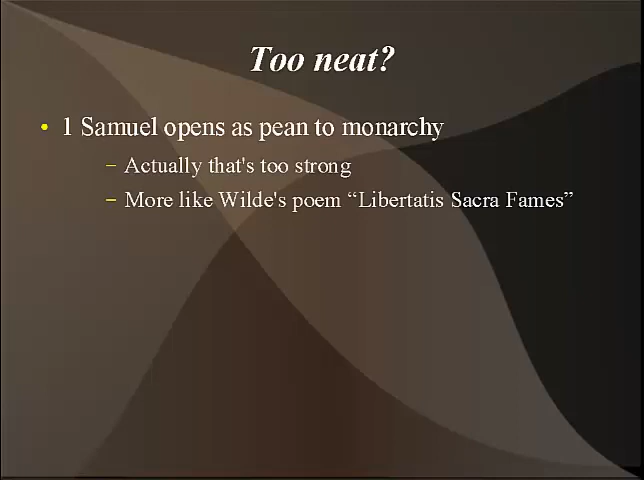 Too neat?
• 1 Samuel opens as pean to monarchy
– Actually that's too strong
– More like Wilde's poem “Libertatis Sacra Fames”